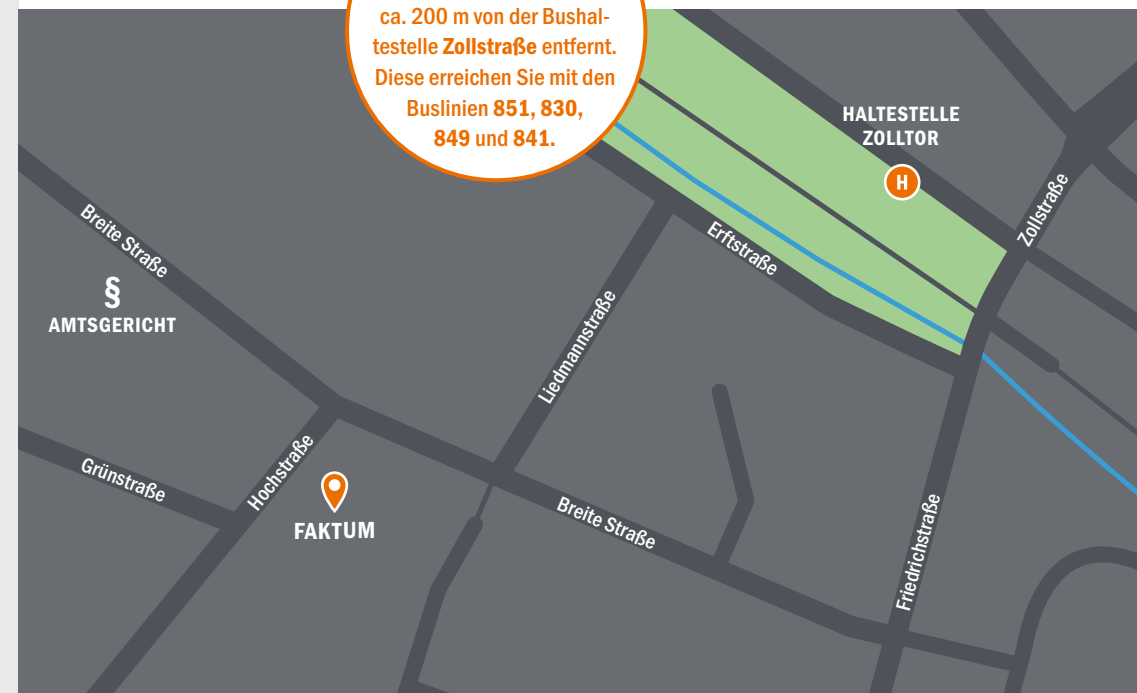 ca. 200 m von der Bushal-
testelle Zollstraße entfernt.
Diese erreichen Sie mit den
Buslinien 851, 830,
849 und 841.
HALTESTELLE
ZOLLTOR
H
Zollstraße
Breite Straße
Erftstraße
§
AMTSGERICHT
Liedmannstraße
Hochstraße
Grünstraße
FAKTUM
Breite Straße
Friedrichstraße